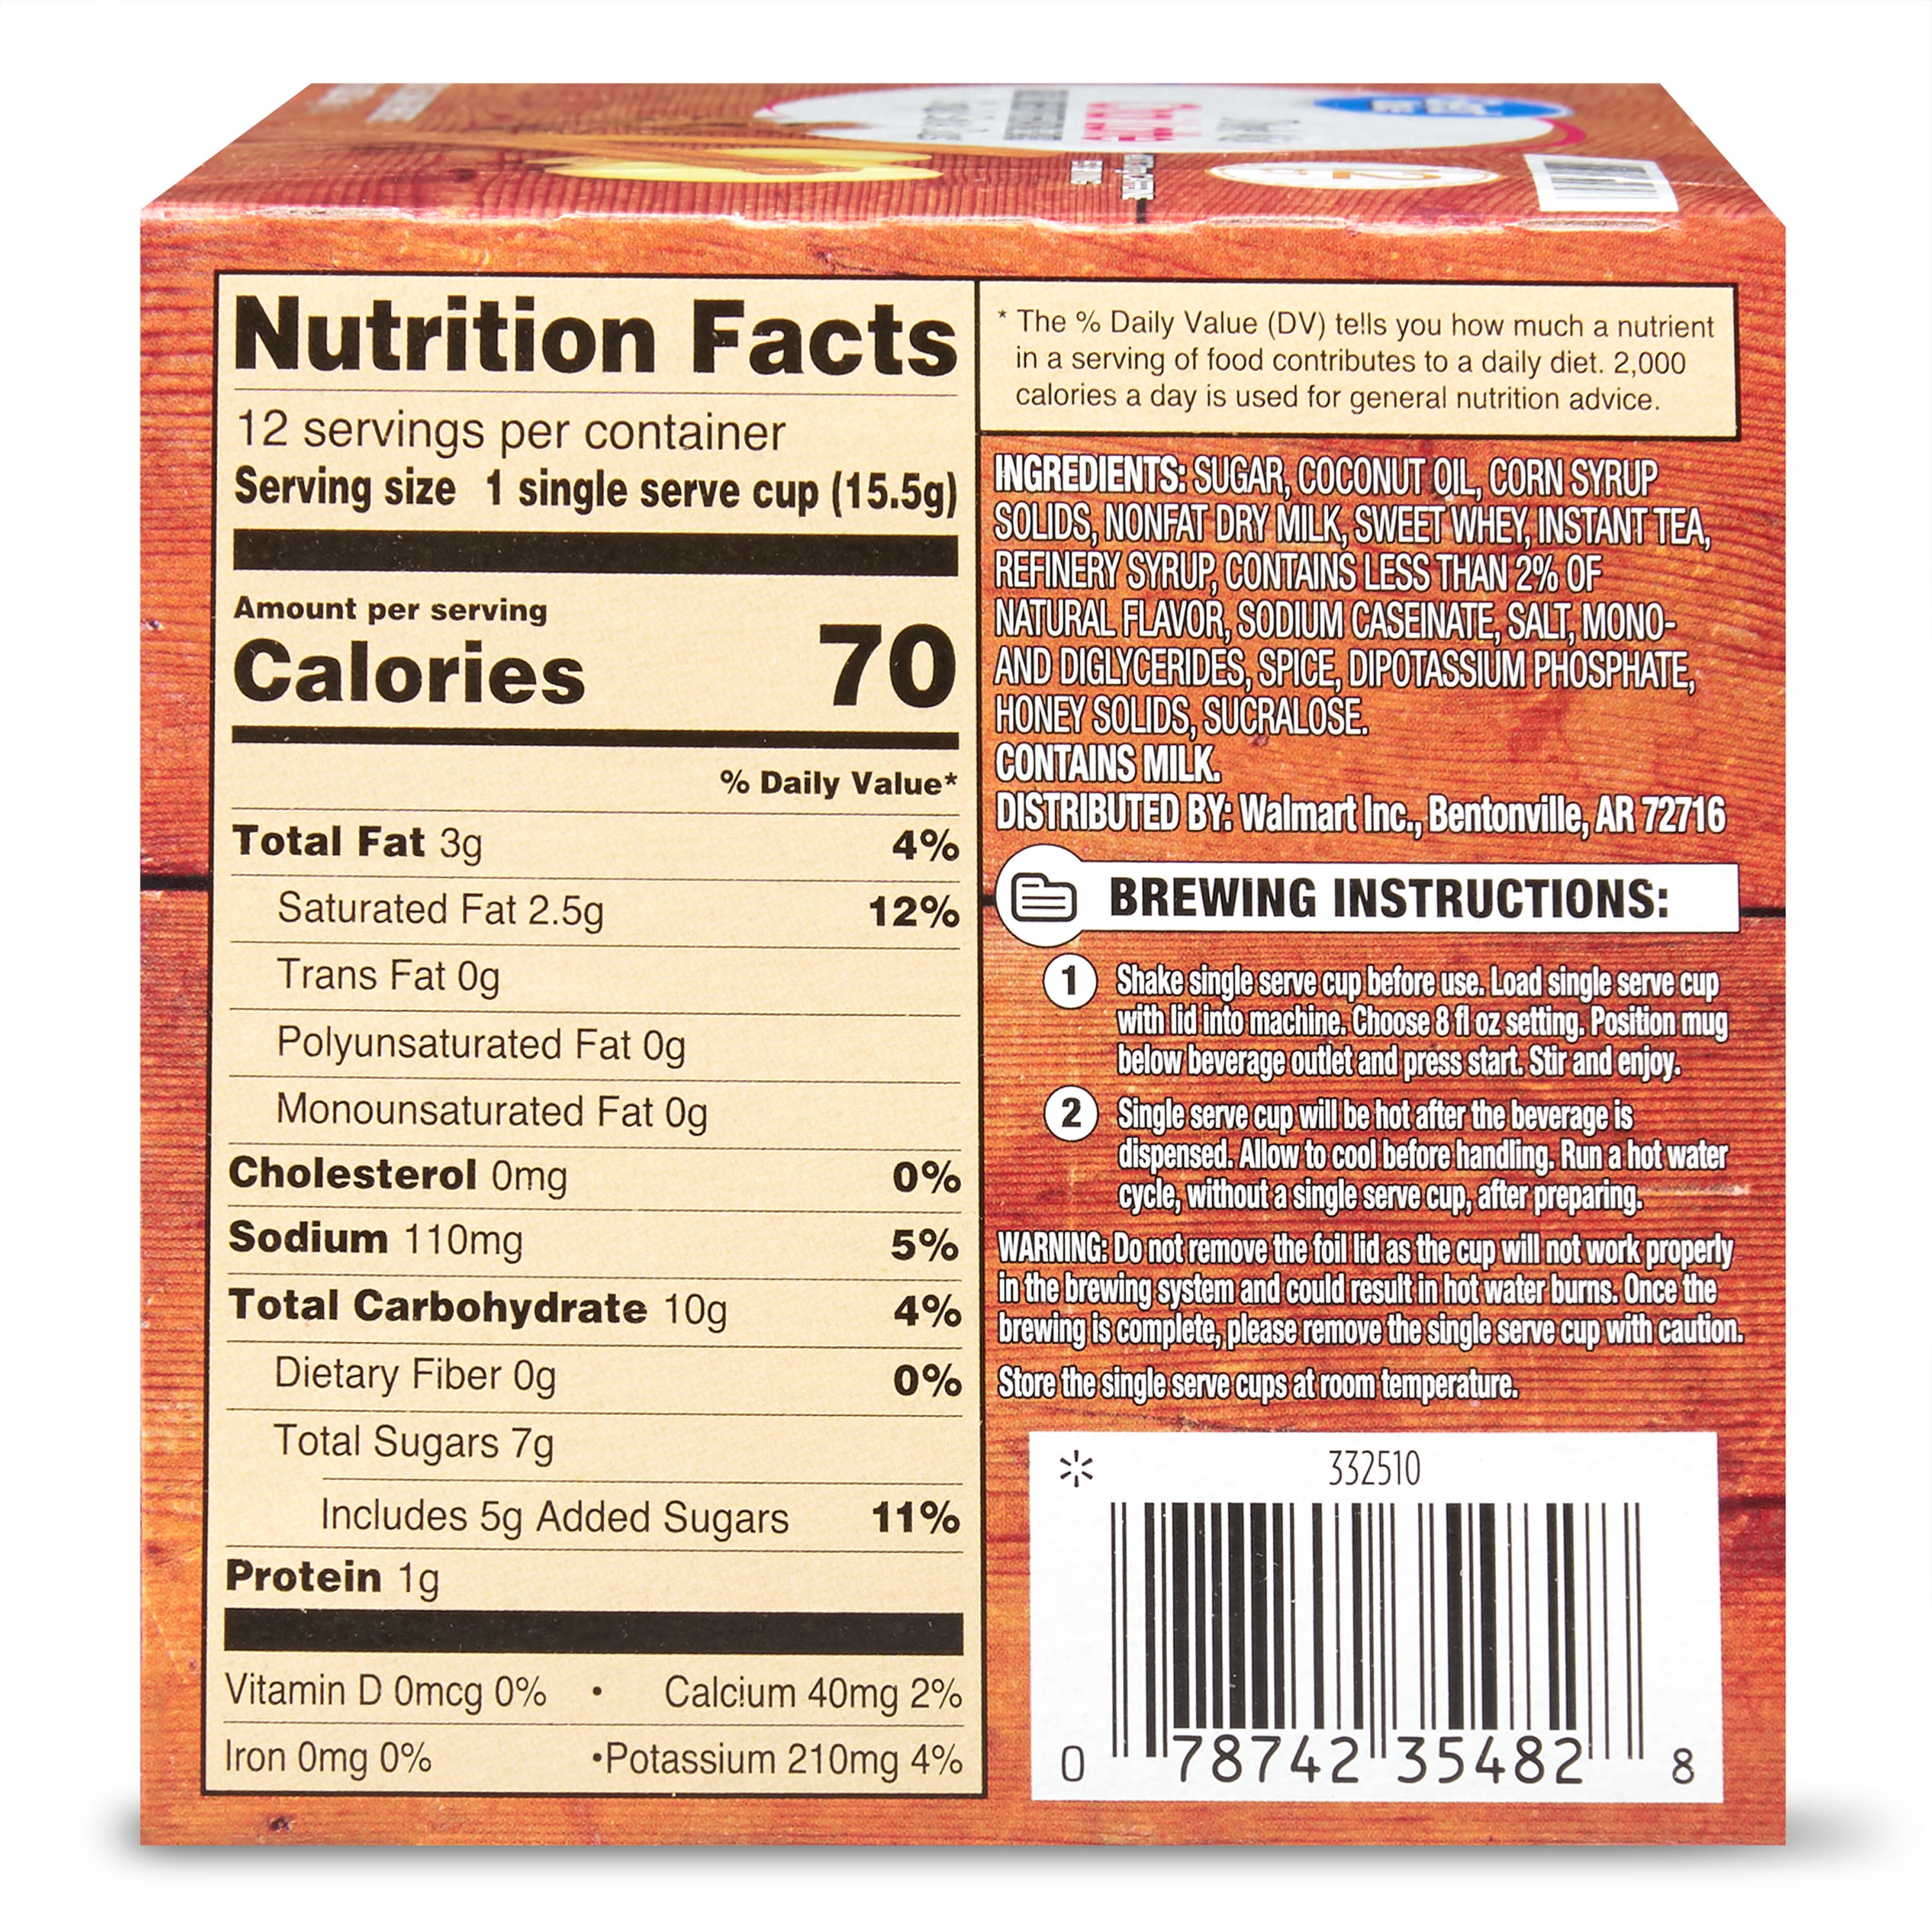 Nutrition Facts
12 servings per container
Serving size 1 single serve cup (15.5g)
Amount per serving
Calories 70
% Daily Value*
Total Fat 3g 4%
Saturated Fat 2.5g 12%
Trans Fat 0g
Polyunsaturated Fat 0g
Monounsaturated Fat 0g
Cholesterol 0mg 0%
Sodium 110mg 5%
Total Carbohydrate 10g 4%
Dietary Fiber 0g 0%
Total Sugars 7g
Includes 5g Added Sugars 11%
Protein 1g
Vitamin D 0mcg 0% • Calcium 40mg 2%
Iron 0mg 0% •Potassium 210mg 4%
* The % Daily Value (DV) tells you how much a nutrient
in a serving of food contributes to a daily diet. 2,000
calories a day is used for general nutrition advice.
INGREDIENTS: SUGAR, COCONUT OIL, CORN SYRUP
SOLIDS, NONFAT DRY MILK, SWEET WHEY, INSTANT TEA,
REFINERY SYRUP, CONTAINS LESS THAN 2% OF
NATURAL FLAVOR, SODIUM CASEINATE, SALT, MONO-
AND DIGLYCERIDES, SPICE, DIPOTASSIUM PHOSPHATE,
HONEY SOLIDS, SUCRALOSE.
CONTAINS MILK.
DISTRIBUTED BY: Walmart Inc., Bentonville, AR 72716
BREWING INSTRUCTIONS:
1 Shake single serve cup before use. Load single serve cup
with lid into machine. Choose 8 fl oz setting. Position mug
below beverage outlet and press start. Stir and enjoy.
2 Single serve cup will be hot after the beverage is
dispensed. Allow to cool before handling. Run a hot water
cycle, without a single serve cup, after preparing.
WARNING: Do not remove the foil lid as the cup will not work properly
in the brewing system and could result in hot water burns. Once the
brewing is complete, please remove the single serve cup with caution.
Store the single serve cups at room temperature.
332510
0 78742 35482 8